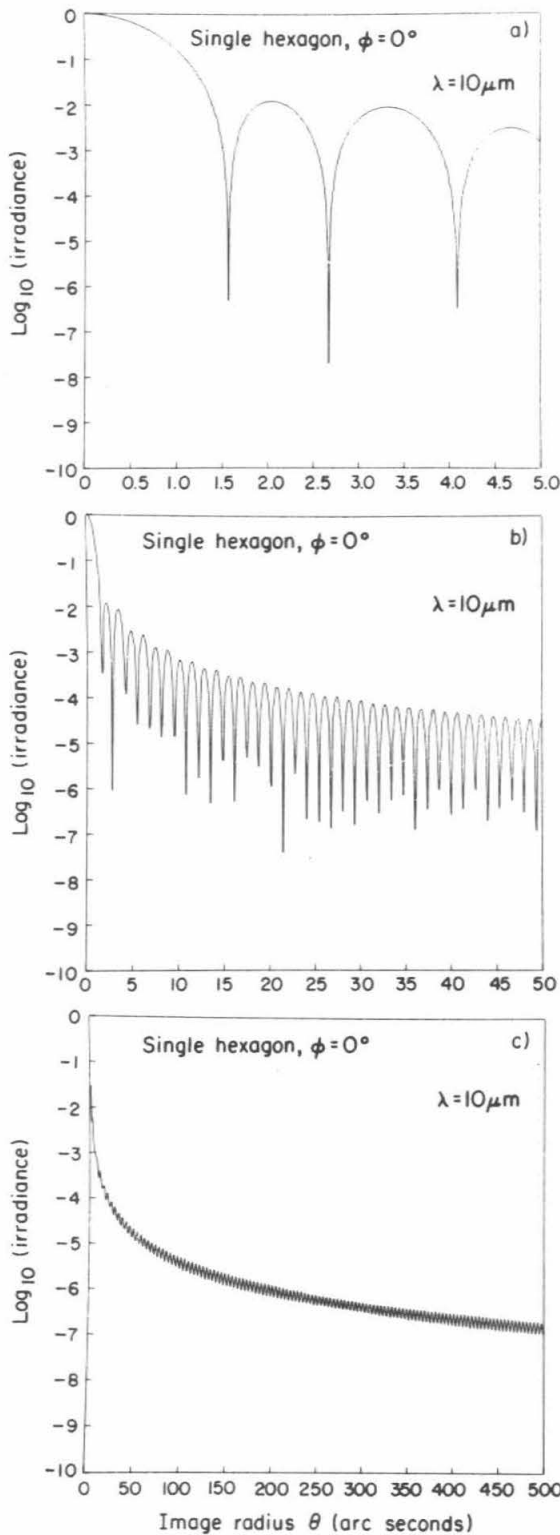 Single hexagon, ϕ=0°
a)
λ=10μm
Log10 (irradiance)
0
-1
-2
-3
-4
-5
-6
-7
-8
-9
-10
0 0.5 1.0 1.5 2.0 2.5 3.0 3.5 4.0 4.5 5.0
Single hexagon, ϕ=0°
b)
λ=10μm
Log10 (irradiance)
0
-1
-2
-3
-4
-5
-6
-7
-8
-9
-10
0 5 10 15 20 25 30 35 40 45 50
Single hexagon, ϕ=0°
c)
λ=10μm
Log10 (irradiance)
0
-1
-2
-3
-4
-5
-6
-7
-8
-9
-10
0 50 100 150 200 250 300 350 400 450 500
Image radius θ (arc seconds)